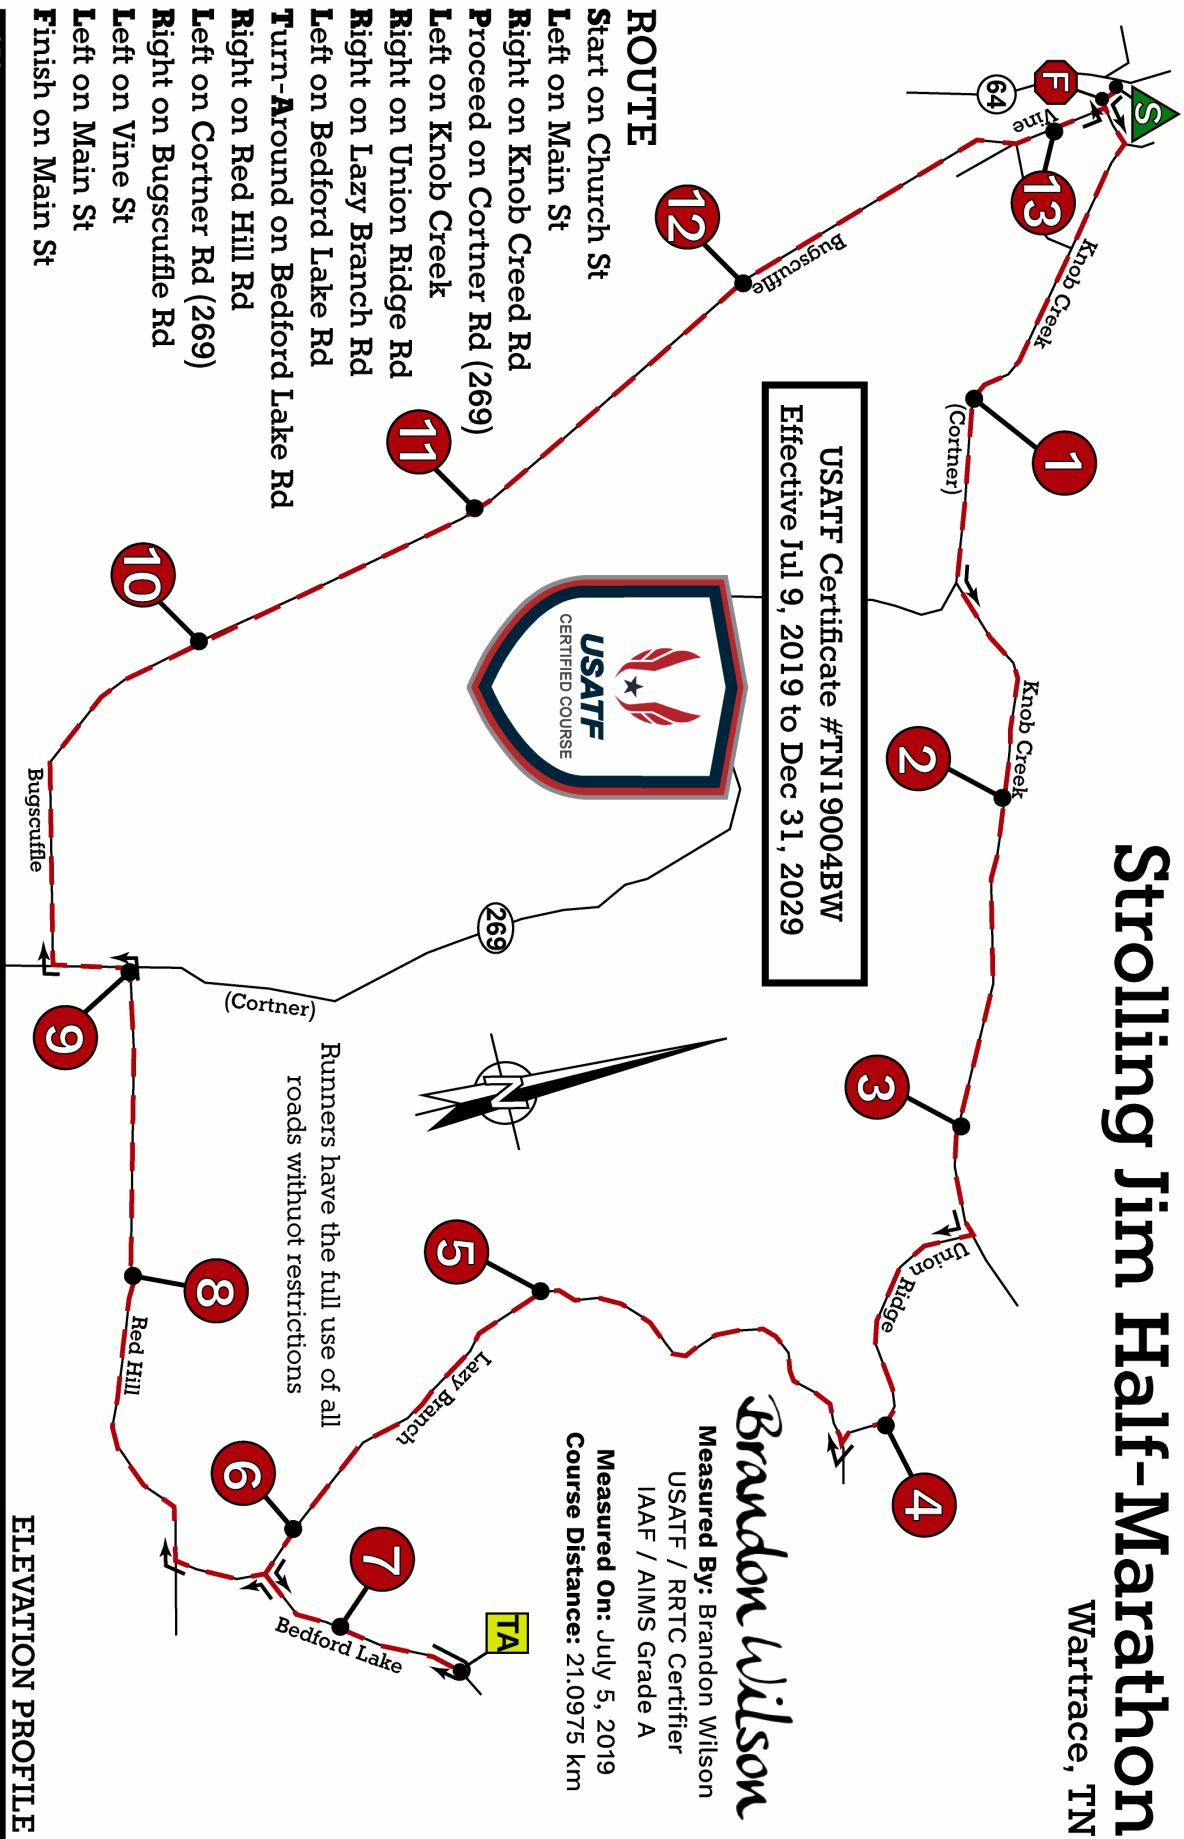 Strolling Jim Half-Marathon
Wartrace, TN
S
F
64
Vine
13
Knob Creek
1
(Cortner)
Knob Creek
2
3
Union Ridge
4
5
Lazy Branch
6
7
TA
Bedford Lake
8
Red Hill
9
(Cortner)
269
Bugscuffle
10
11
12
Bugscuffle
USATF Certificate #TN19004BW
Effective Jul 9, 2019 to Dec 31, 2029
USATF
CERTIFIED COURSE
N
Brandon Wilson
Measured By: Brandon Wilson
USATF / RRTC Certifier
IAAF / AIMS Grade A
Measured On: July 5, 2019
Course Distance: 21.0975 km
Runners have the full use of all
roads withuot restrictions
ROUTE
Start on Church St
Left on Main St
Right on Knob Creed Rd
Proceed on Cortner Rd (269)
Left on Knob Creek
Right on Union Ridge Rd
Right on Lazy Branch Rd
Left on Bedford Lake Rd
Turn-Around on Bedford Lake Rd
Right on Red Hill Rd
Left on Cortner Rd (269)
Right on Bugscuffle Rd
Left on Vine St
Left on Main St
Finish on Main St
ELEVATION PROFILE